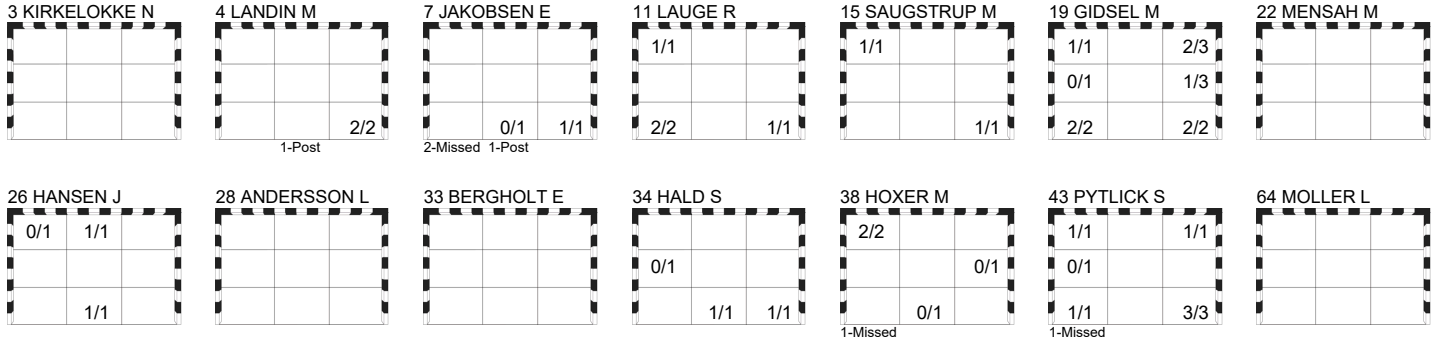 3 KIRKELOKKE N 4 LANDIN M 7 JAKOBSEN E 11 LAUGE R 15 SAUGSTRUP M 19 GIDSEL M 22 MENSAH M
1/1 1/1 1/1 2/3
0/1 1/3
2/2 0/1 1/1 2/2 1/1 1/1 2/2 2/2
1-Post 2-Missed 1-Post
26 HANSEN J 28 ANDERSSON L 33 BERGHOLT E 34 HALD S 38 HOXER M 43 PYTLICK S 64 MOLLER L
0/1 1/1 2/2 1/1 1/1
0/1 0/1 0/1
1/1 1/1 1/1 0/1 1/1 3/3
1-Missed 1-Missed